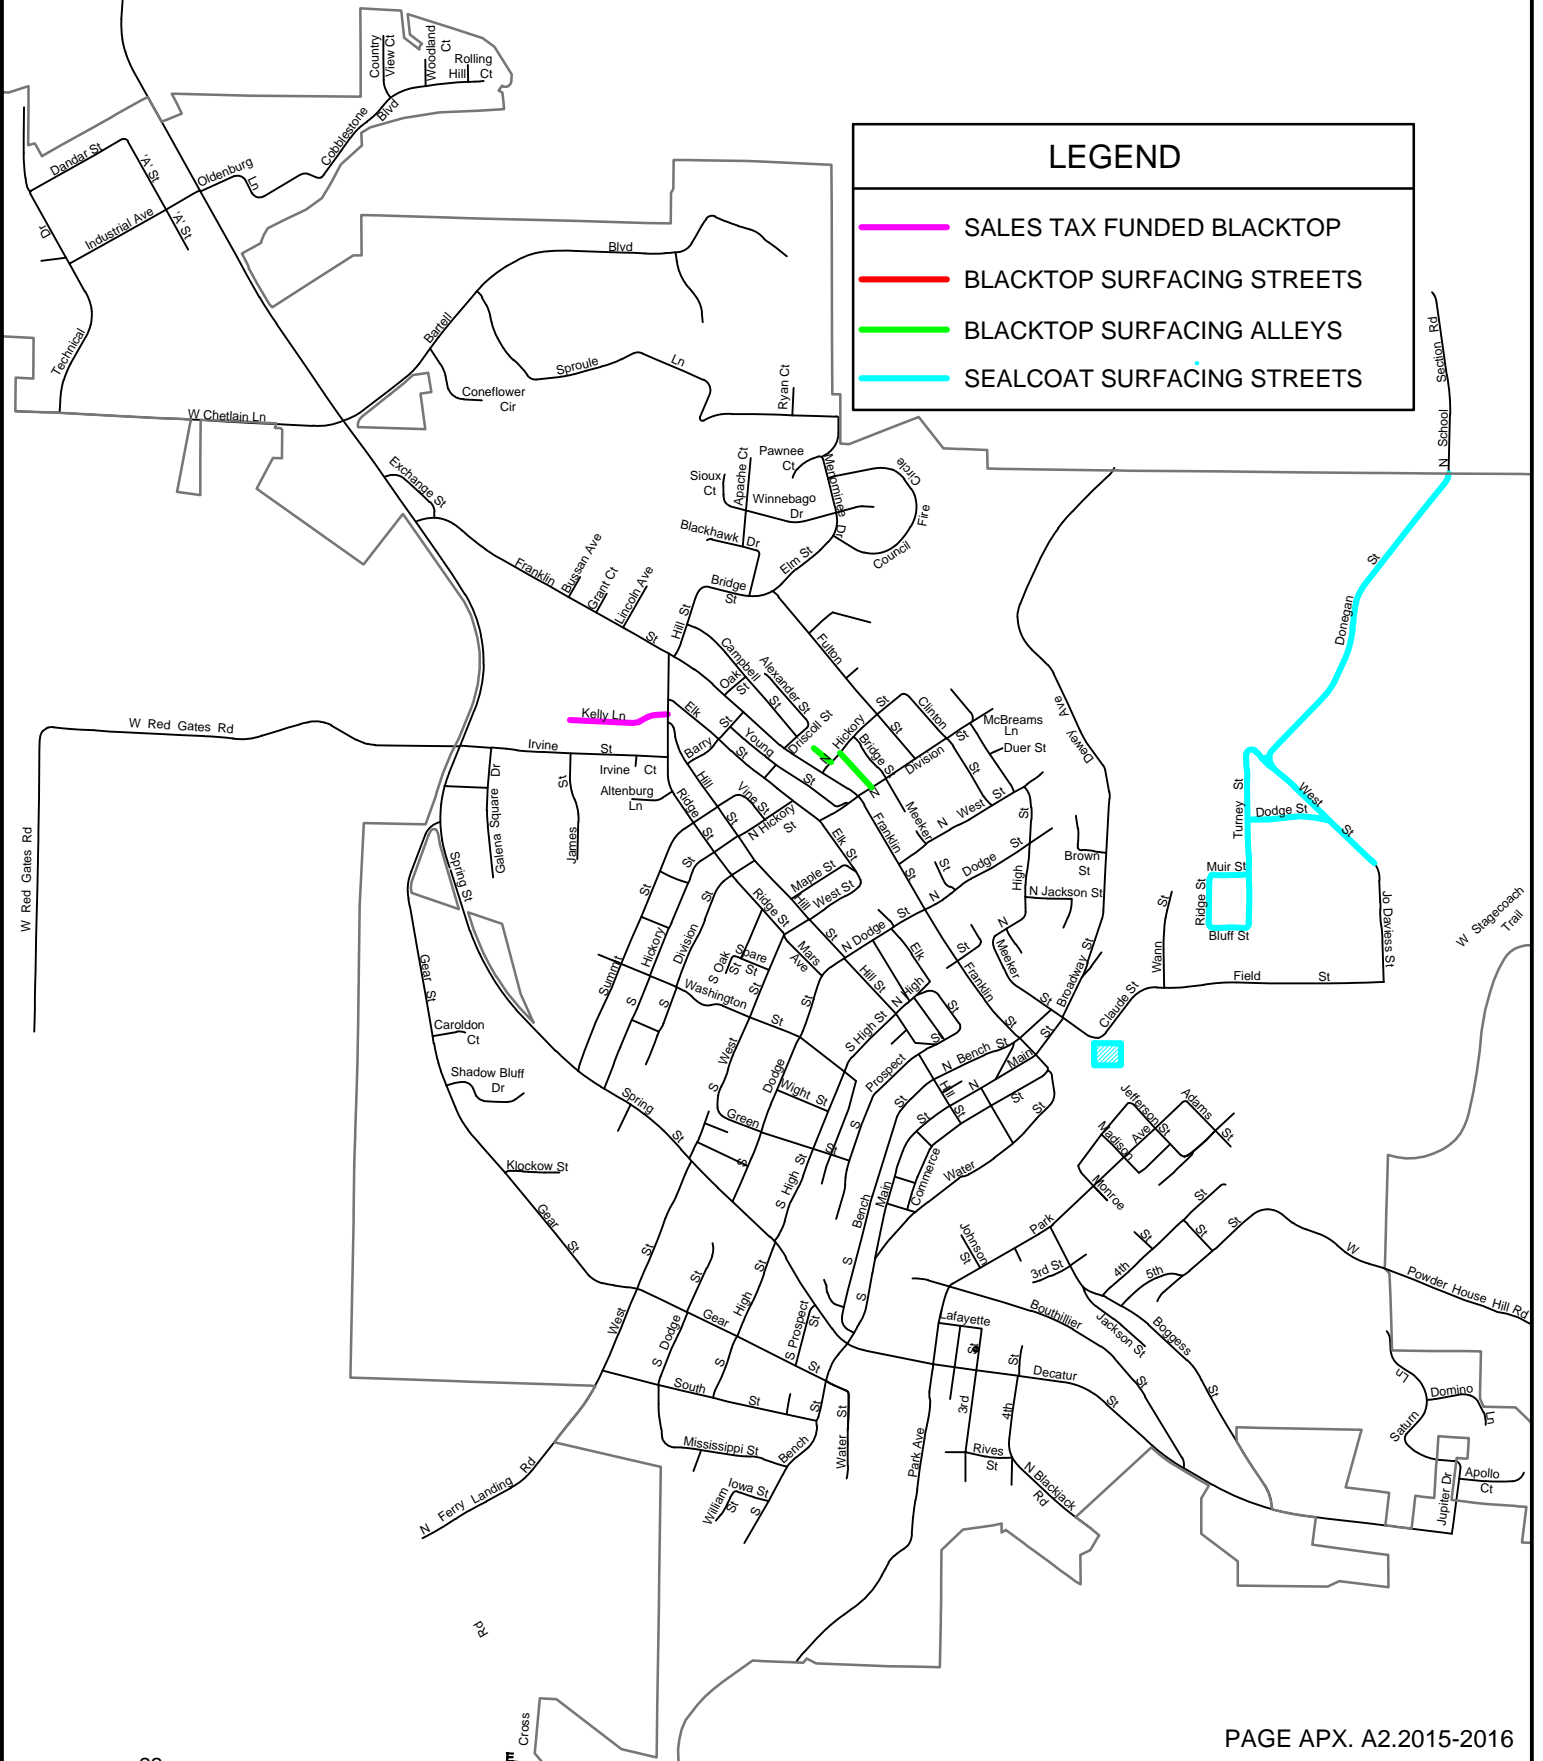 Country
View Ct
Woodland
Ct
Rolling
Hill Ct
Cobblestone
Blvd
Dandar St
'A' St
Oldenburg
Ln
Industrial Ave
'A' St
Dr
Technical
LEGEND
SALES TAX FUNDED BLACKTOP
BLACKTOP SURFACING STREETS
BLACKTOP SURFACING ALLEYS
SEALCOAT SURFACING STREETS
Blvd
Bartell
Sproule Ln
Coneflower
Cir
Ryan Ct
W Chetlain Ln
N School Section Rd
Exchange St
Pawnee
Ct
Sioux
Ct
Apache Ct
Winnebago
Dr
Menominee Dr
Circle
Fire
Council
Blackhawk Dr
Elm St
Bridge
St
Franklin
Bussan Ave
Grant Ct
Lincoln Ave
St
Hill St
Donegan St
Fulton
St
Campbell
St
Alexander St
Oak
St
Driscoll St
Kelly Ln
Elk
St
Barry
Young
St
N Hickory
St
Bridge St
Clinton
St
McBreams
Ln
Duer St
Division
St
N
Dewey Ave
W Red Gates Rd
Irvine St
Irvine Ct
Altenburg
Ln
Galena Square Dr
James St
W Red Gates Rd
Hill
St
Ridge
St
Vine St
N Hickory
St
Elk St
Maple St
Hill
West St
St
Meeker
N West St
Franklin
St
N Dodge St
St
High St
Brown
St
N Jackson St
Turney St
West
St
Dodge St
Muir St
Ridge St
Bluff St
Jo Daviess St
W Stagecoach
Trail
Wann St
Field St
Spring St
Gear St
St
St
Summit
S Hickory
S Division
St
S Oak
St
Spare
St
Ridge St
Mars
Ave
N Dodge St
Washington St
Hill St
Elk
St
N High
S High St
St
Franklin
St
N
Meeker
St
Broadway St
Claude St
Caroldon
Ct
Shadow Bluff
Dr
Klockow St
Gear
St
Spring
St
S West St
Dodge St
Wight St
Green
St
S
S High St
S
Prospect
St
N Bench St
Main St
Hill
St
N
St
St
St
Commerce
Water
Main
S Bench
S
Jefferson St
Adams
St
Madison
Ave
Monroe
Park
Johnson
St
3rd St
4th
St
5th
St
St
St
W
Powder House Hill Rd
West
St
S Dodge St
S High St
Gear
St
S Prospect St
South St
Mississippi St
S Bench St
Iowa St
William
St
Water St
N Ferry Landing Rd
Lafayette
St
3rd
4th St
Decatur
St
Bouthillier
St
Jackson St
Boggess
St
Park Ave
Rives
St
N Blackjack
Rd
Ln
Domino
Ln
Saturn
Apollo
Ct
Jupiter Dr
Rd
Cross
PAGE APX. A2.2015-2016